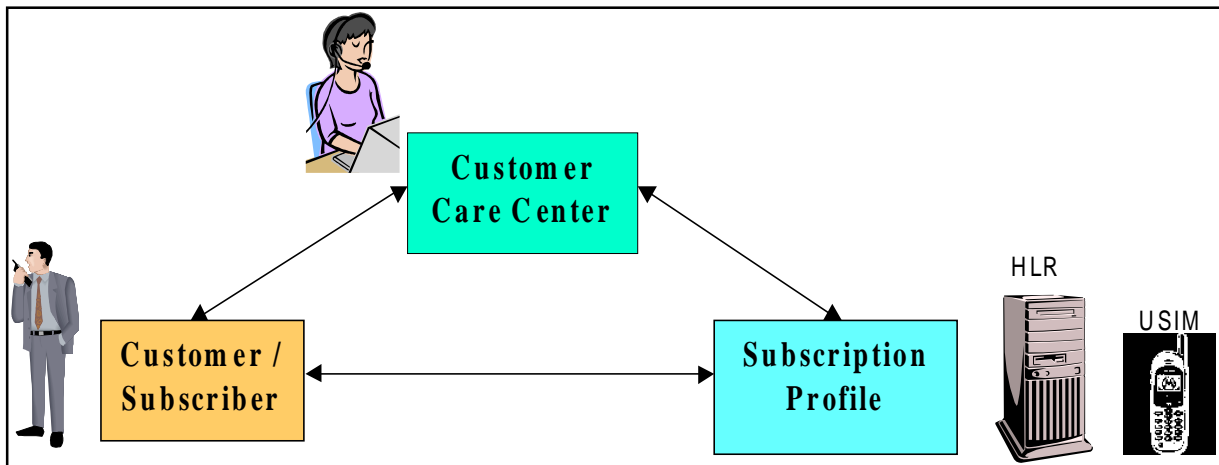 Customer
Care Center
HLR
USIM
Customer /
Subscriber
Subscription
Profile